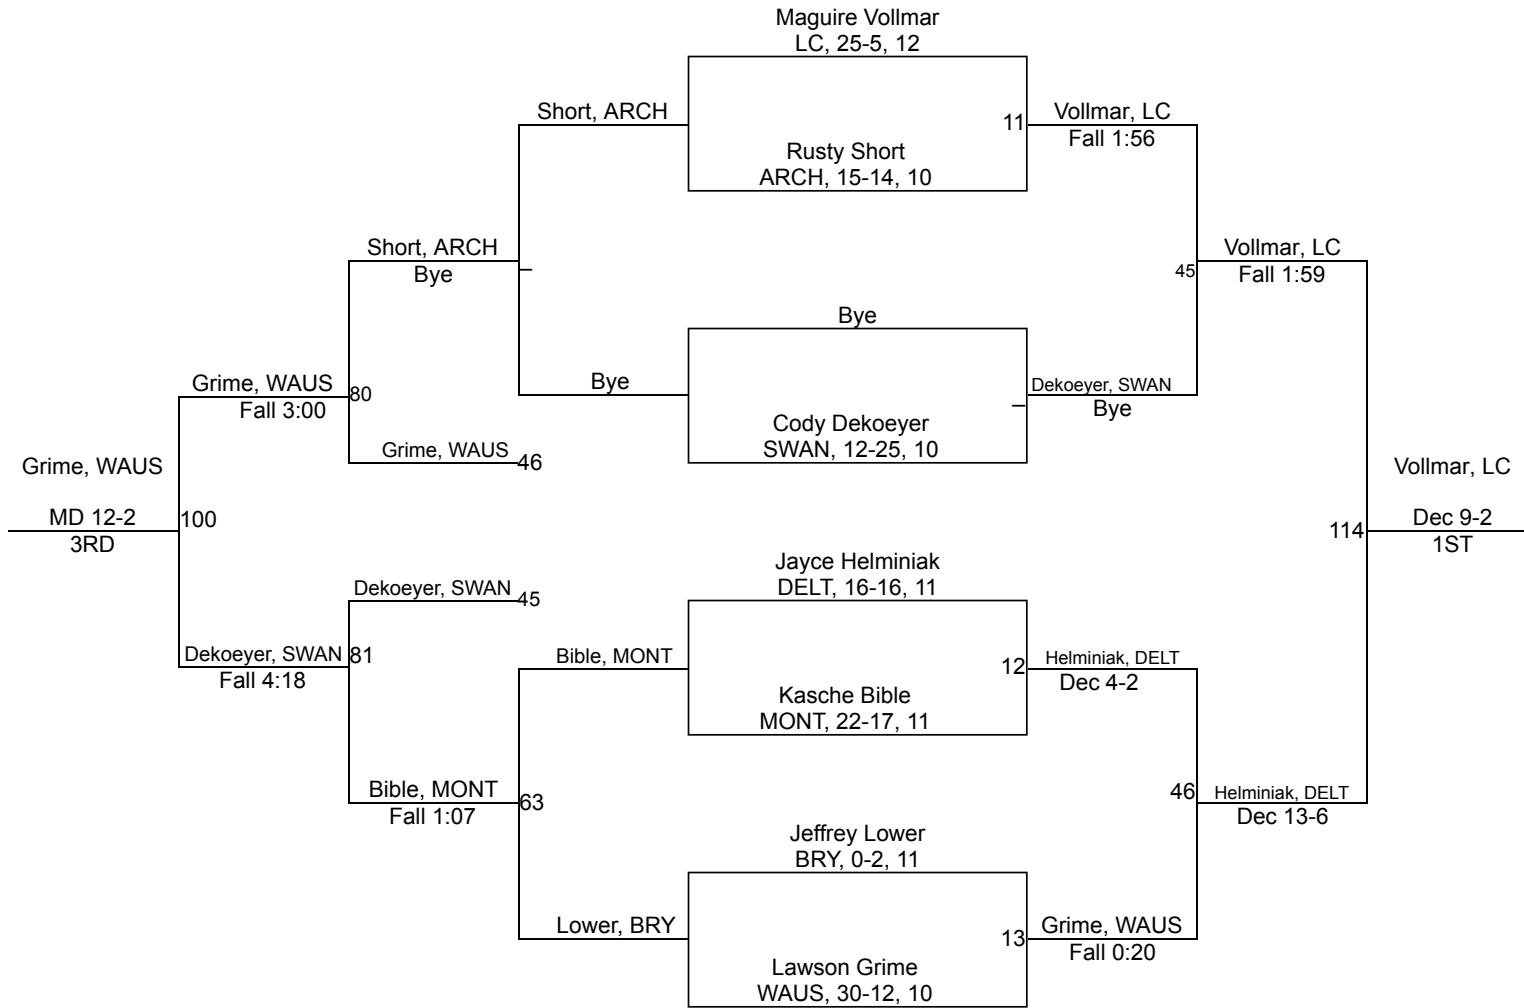 Maguire Vollmar
LC, 25-5, 12
Short, ARCH
11
Vollmar, LC
Fall 1:56
Rusty Short
ARCH, 15-14, 10
Short, ARCH
Bye
–
45
Vollmar, LC
Fall 1:59
Bye
Grime, WAUS
Fall 3:00
80
Bye
Dekoeyer, SWAN
–
Bye
Cody Dekoeyer
SWAN, 12-25, 10
Grime, WAUS
46
Grime, WAUS
MD 12-2
3RD
100
Vollmar, LC
114
Dec 9-2
1ST
Jayce Helminiak
DELT, 16-16, 11
Dekoeyer, SWAN
45
Dekoeyer, SWAN
81
Fall 4:18
Bible, MONT
12
Helminiak, DELT
Dec 4-2
Kasche Bible
MONT, 22-17, 11
Bible, MONT
63
Fall 1:07
46
Helminiak, DELT
Dec 13-6
Jeffrey Lower
BRY, 0-2, 11
Lower, BRY
13
Grime, WAUS
Fall 0:20
Lawson Grime
WAUS, 30-12, 10